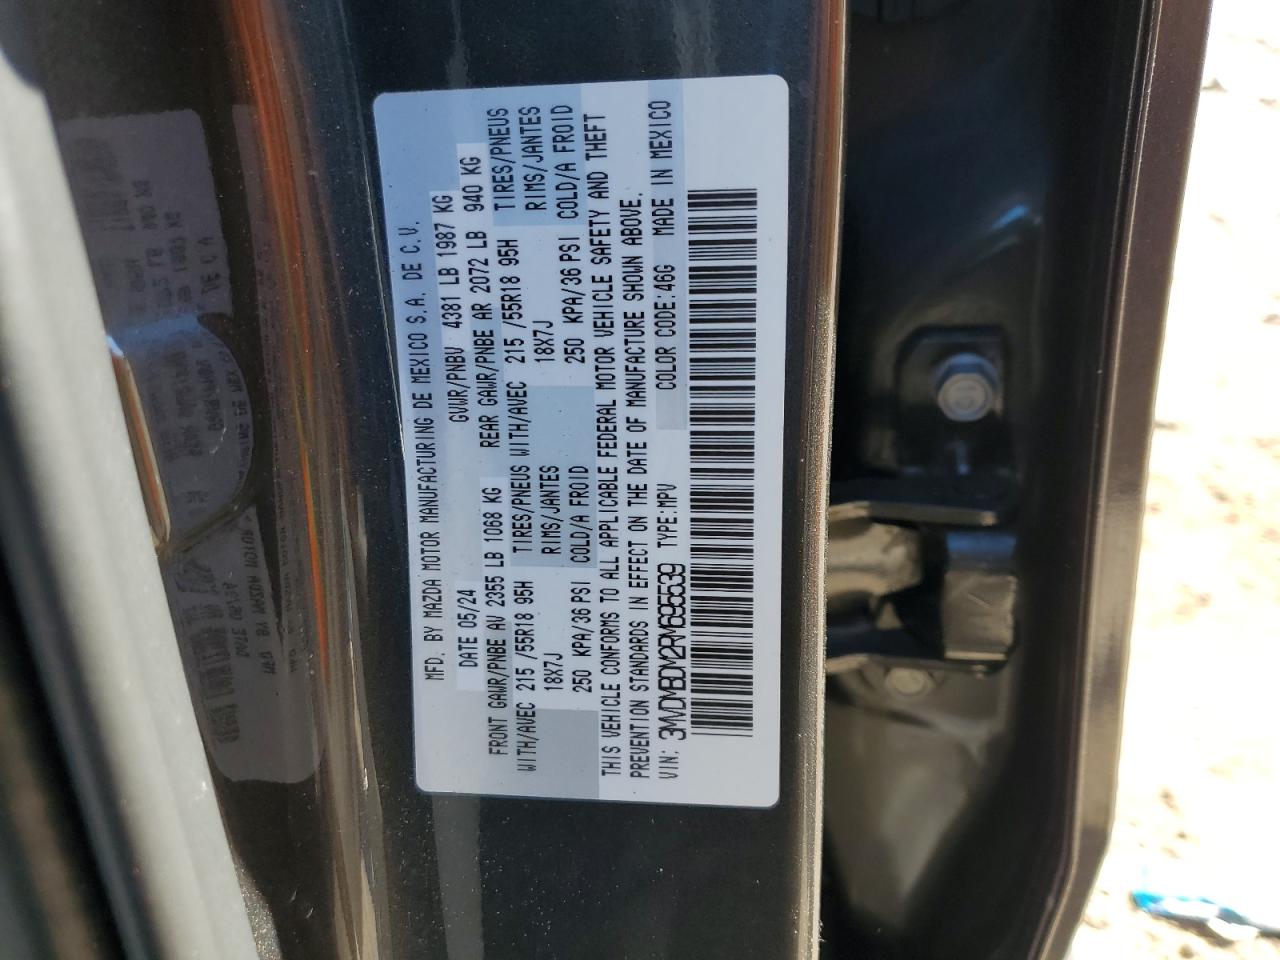 MFD. BY MAZDA MOTOR MANUFACTURING DE MEXICO S.A. DE C.V.
DATE 05/24 GVWR/PNBV 4381 LB 1987 KG
FRONT GAWR/PNBE AV 2355 LB 1068 KG REAR GAWR/PNBE AR 2072 LB 940 KG
WITH/AVEC 215 /55R18 95H TIRES/PNEUS WITH/AVEC 215 /55R18 95H TIRES/PNEUS
18X7J RIMS/JANTES 18X7J RIMS/JANTES
250 KPA/36 PSI COLD/A FROID 250 KPA/36 PSI COLD/A FROID
THIS VEHICLE CONFORMS TO ALL APPLICABLE FEDERAL MOTOR VEHICLE SAFETY AND THEFT
PREVENTION STANDARDS IN EFFECT ON THE DATE OF MANUFACTURE SHOWN ABOVE.
VIN: 3MVDMBDM2RM695539 TYPE:MPV COLOR CODE:46G MADE IN MEXICO